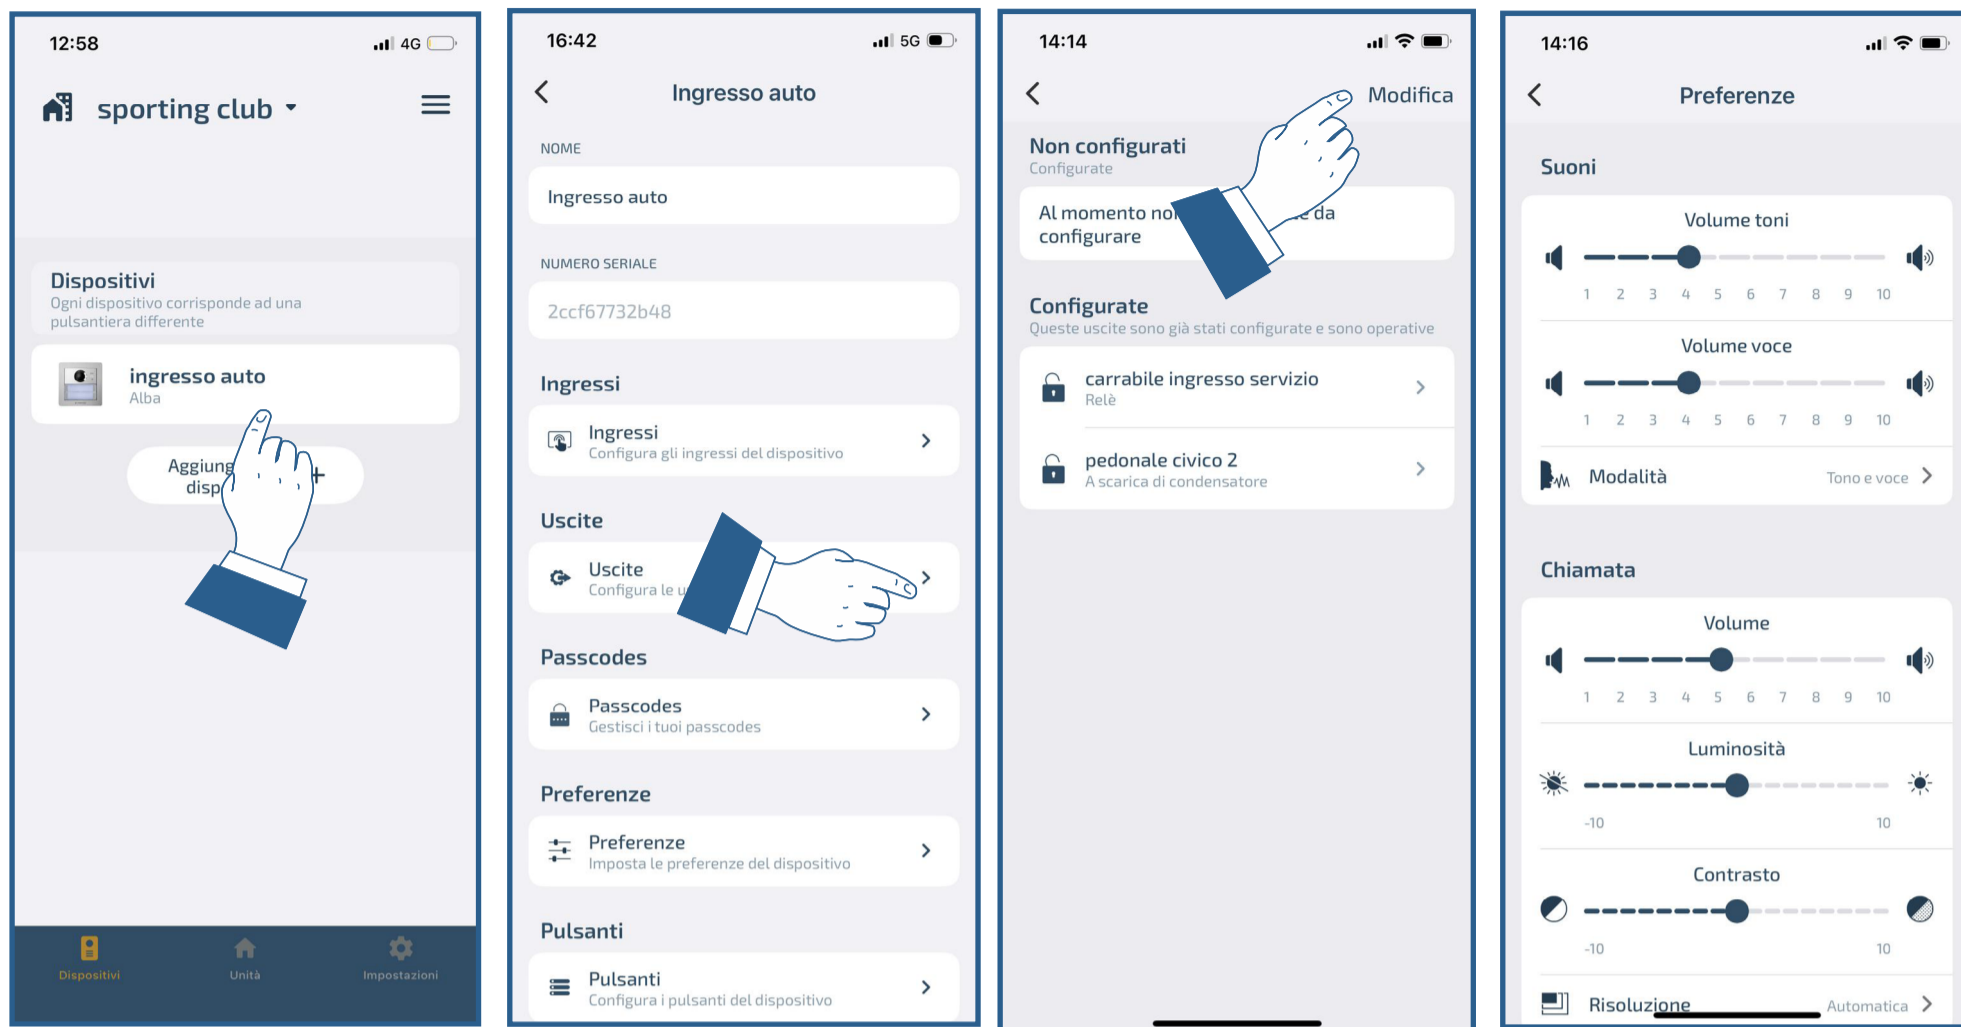 12:58
4G
sporting club
Dispositivi
Ogni dispositivo corrisponde ad una
pulsantiera differente
ingresso auto
Alba
Dispositivi
Unità
Impostazioni
16:42
5G
Ingresso auto
NOME
Ingresso auto
NUMERO SERIALE
2ccf67732b48
Ingressi
Ingressi
Configura gli ingressi del dispositivo
Uscite
Uscite
Configura le
Passcodes
Passcodes
Gestisci i tuoi passcodes
Preferenze
Preferenze
Imposta le preferenze del dispositivo
Pulsanti
Pulsanti
Configura i pulsanti del dispositivo
14:14
Modifica
Non configurati
Configurate
Al momento da
configurare
Configurate
Queste uscite sono già stati configurate e sono operative
carrabile ingresso servizio
Relè
pedonale civico 2
A scarica di condensatore
14:16
Preferenze
Suoni
Volume toni
1 2 3 4 5 6 7 8 9 10
Volume voce
1 2 3 4 5 6 7 8 9 10
Modalità
Tono e voce
Chiamata
Volume
1 2 3 4 5 6 7 8 9 10
Luminosità
-10 10
Contrasto
-10 10
Risoluzione
Automatica